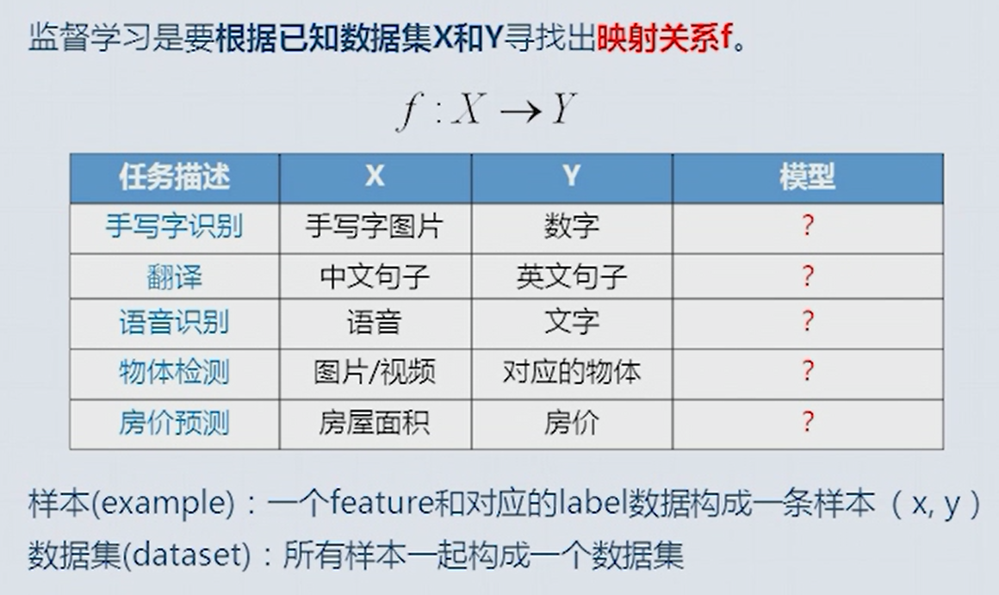 监督学习是要根据已知数据集X和Y寻找出映射关系f。
f : X → Y
任务描述 X Y 模型
手写字识别 手写字图片 数字 ?
翻译 中文句子 英文句子 ?
语音识别 语音 文字 ?
物体检测 图片/视频 对应的物体 ?
房价预测 房屋面积 房价 ?
样本(example)：一个feature和对应的label数据构成一条样本（x, y）
数据集(dataset)：所有样本一起构成一个数据集